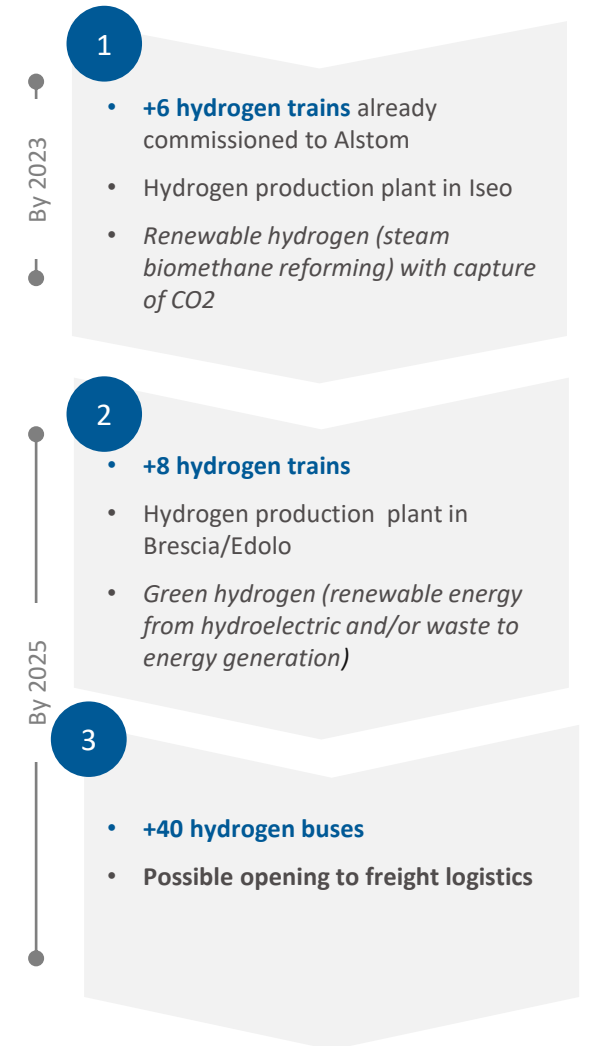 1
By 2023
• +6 hydrogen trains already
commissioned to Alstom
• Hydrogen production plant in Iseo
• Renewable hydrogen (steam
biomethane reforming) with capture
of CO2
2
By 2025
• +8 hydrogen trains
• Hydrogen production plant in
Brescia/Edolo
• Green hydrogen (renewable energy
from hydroelectric and/or waste to
energy generation)
3
• +40 hydrogen buses
• Possible opening to freight logistics